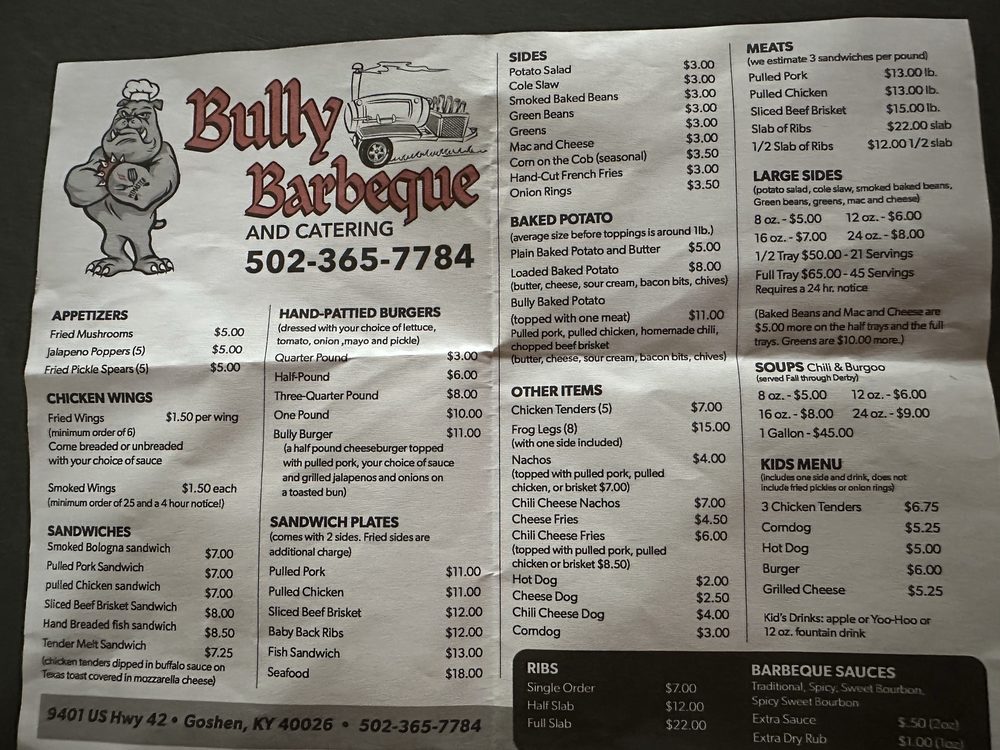 Bully
Barbeque
AND CATERING
502-365-7784
APPETIZERS
Fried Mushrooms $5.00
Jalapeno Poppers (5) $5.00
Fried Pickle Spears (5) $5.00
CHICKEN WINGS
Fried Wings $1.50 per wing
(minimum order of 6)
Come breaded or unbreaded
with your choice of sauce
Smoked Wings $1.50 each
(minimum order of 25 and a 4 hour notice!)
SANDWICHES
Smoked Bologna sandwich $7.00
Pulled Pork Sandwich $7.00
pulled Chicken sandwich $7.00
Sliced Beef Brisket Sandwich $8.00
Hand Breaded fish sandwich $8.50
Tender Melt Sandwich $7.25
(chicken tenders dipped in buffalo sauce on
Texas toast covered in mozzarella cheese)
HAND-PATTIED BURGERS
(dressed with your choice of lettuce,
tomato, onion ,mayo and pickle)
Quarter Pound $3.00
Half-Pound $6.00
Three-Quarter Pound $8.00
One Pound $10.00
Bully Burger $11.00
(a half pound cheeseburger topped
with pulled pork, your choice of sauce
and grilled jalapenos and onions on
a toasted bun)
SANDWICH PLATES
(comes with 2 sides. Fried sides are
additional charge)
Pulled Pork $11.00
Pulled Chicken $11.00
Sliced Beef Brisket $12.00
Baby Back Ribs $12.00
Fish Sandwich $13.00
Seafood $18.00
9401 US Hwy 42 • Goshen, KY 40026 • 502-365-7784
SIDES
Potato Salad $3.00
Cole Slaw $3.00
Smoked Baked Beans $3.00
Green Beans $3.00
Greens $3.00
Mac and Cheese $3.00
Corn on the Cob (seasonal) $3.50
Hand-Cut French Fries $3.00
Onion Rings $3.50
BAKED POTATO
(average size before toppings is around 1lb.)
Plain Baked Potato and Butter $5.00
Loaded Baked Potato $8.00
(butter, cheese, sour cream, bacon bits, chives)
Bully Baked Potato
(topped with one meat) $11.00
Pulled pork, pulled chicken, homemade chili,
chopped beef brisket
(butter, cheese, sour cream, bacon bits, chives)
OTHER ITEMS
Chicken Tenders (5) $7.00
Frog Legs (8) $15.00
(with one side included)
Nachos $4.00
(topped with pulled pork, pulled
chicken, or brisket $7.00)
Chili Cheese Nachos $7.00
Cheese Fries $4.50
Chili Cheese Fries $6.00
(topped with pulled pork, pulled
chicken or brisket $8.50)
Hot Dog $2.00
Cheese Dog $2.50
Chili Cheese Dog $4.00
Corndog $3.00
MEATS
(we estimate 3 sandwiches per pound)
Pulled Pork $13.00 lb.
Pulled Chicken $13.00 lb.
Sliced Beef Brisket $15.00 lb.
Slab of Ribs $22.00 slab
1/2 Slab of Ribs $12.00 1/2 slab
LARGE SIDES
(potato salad, cole slaw, smoked baked beans,
Green beans, greens, mac and cheese)
8 oz. - $5.00 12 oz. - $6.00
16 oz. - $7.00 24 oz. - $8.00
1/2 Tray $50.00 - 21 Servings
Full Tray $65.00 - 45 Servings
Requires a 24 hr. notice
(Baked Beans and Mac and Cheese are
$5.00 more on the half trays and the full
trays. Greens are $10.00 more.)
SOUPS Chili & Burgoo
(served Fall through Derby)
8 oz. - $5.00 12 oz. - $6.00
16 oz. - $8.00 24 oz. - $9.00
1 Gallon - $45.00
KIDS MENU
(includes one side and drink, does not
include fried pickles or onion rings)
3 Chicken Tenders $6.75
Corndog $5.25
Hot Dog $5.00
Burger $6.00
Grilled Cheese $5.25
Kid's Drinks: apple or Yoo-Hoo or
12 oz. fountain drink
RIBS
Single Order $7.00
Half Slab $12.00
Full Slab $22.00
BARBEQUE SAUCES
Traditional, Spicy, Sweet Bourbon,
Spicy Sweet Bourbon
Extra Sauce $.50 (2oz)
Extra Dry Rub $1.00 (1oz)